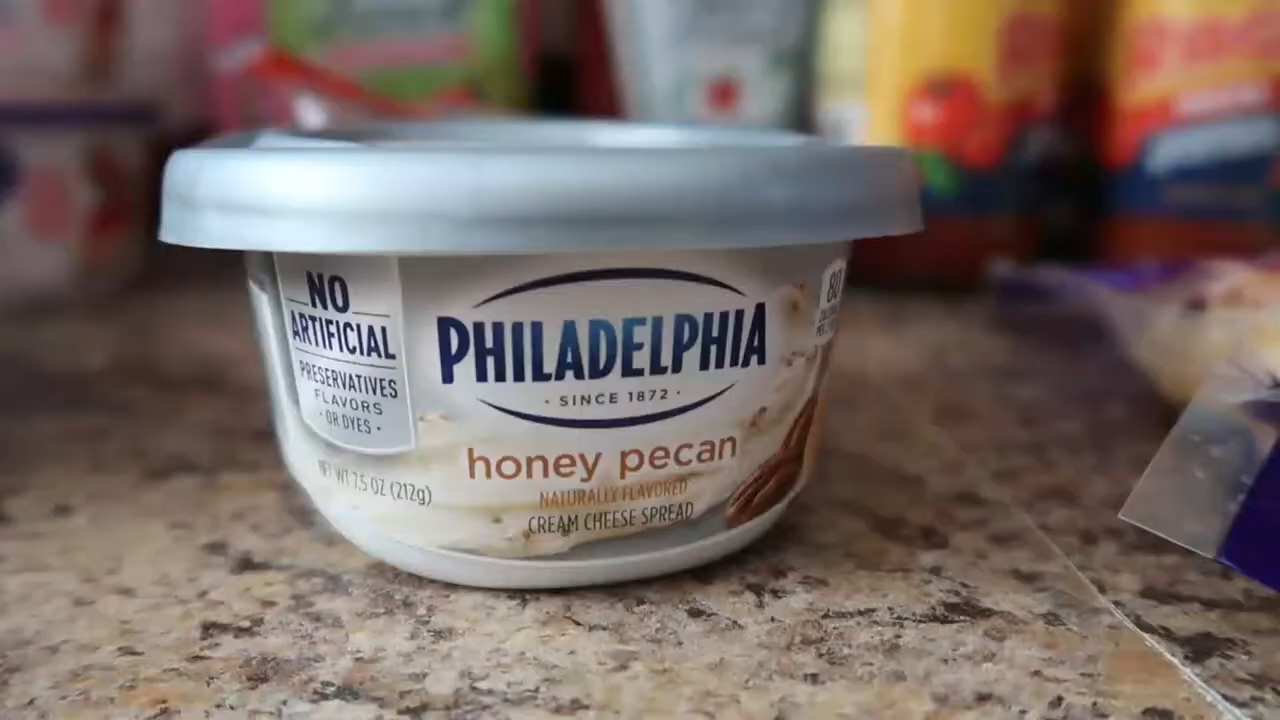 NO
ARTIFICIAL
PRESERVATIVES
FLAVORS
· OR DYES ·
PHILADELPHIA
· SINCE 1872 ·
honey pecan
NATURALLY FLAVORED
CREAM CHEESE SPREAD
NET WT 7.5 OZ (212g)
80